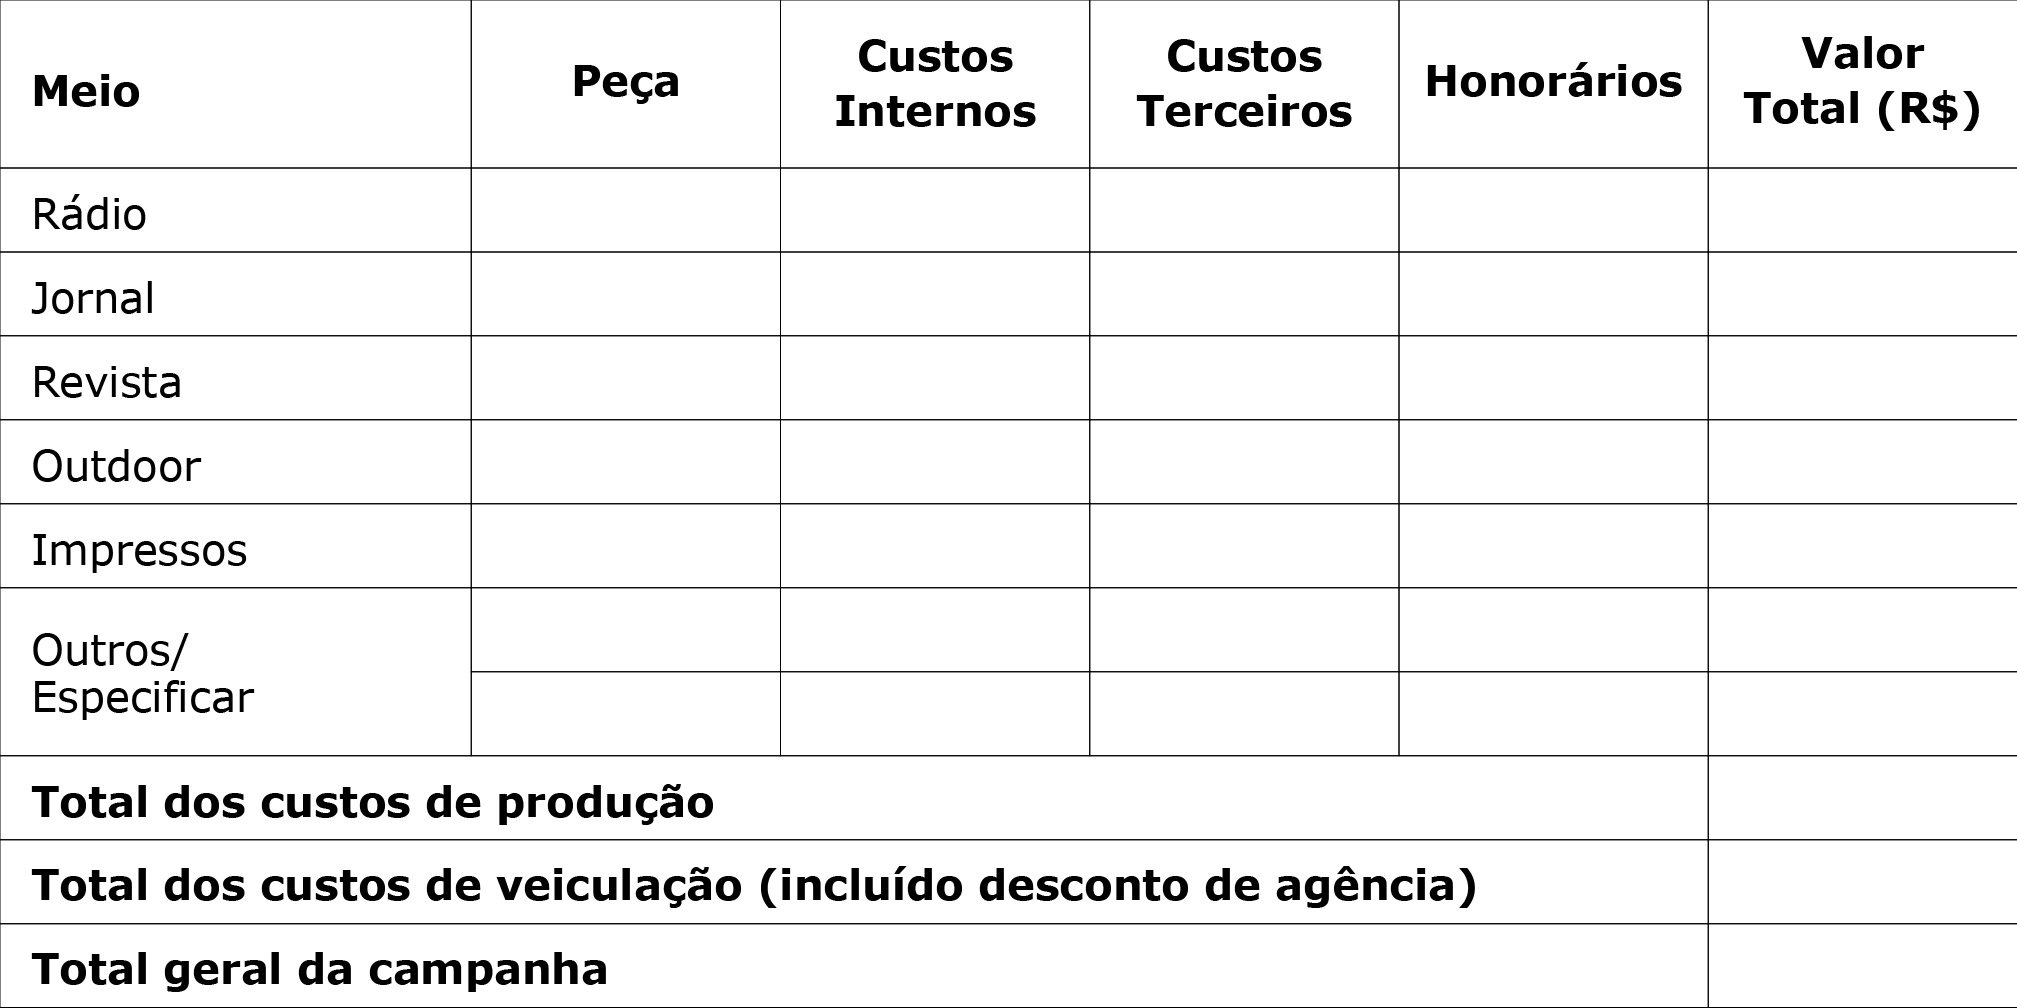 Meio
Peça
Custos
Internos
Custos
Terceiros
Honorários
Valor
Total (R$)
Rádio
Jornal
Revista
Outdoor
Impressos
Outros/
Especificar
Total dos custos de produção
Total dos custos de veiculação (incluído desconto de agência)
Total geral da campanha